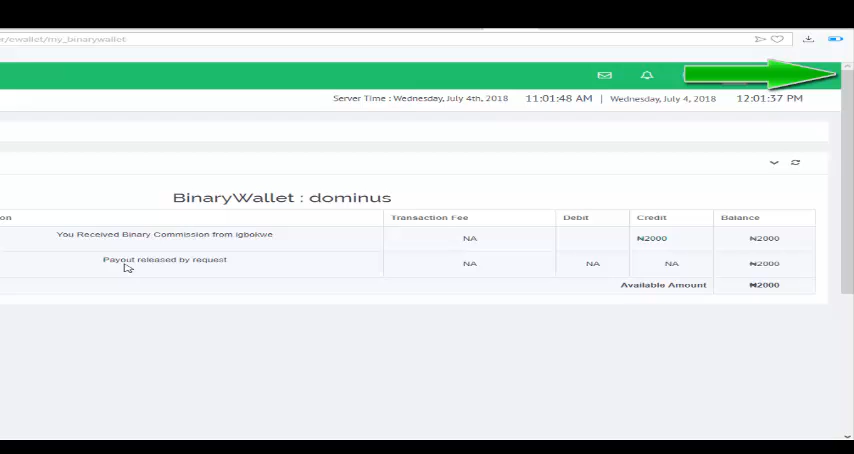 /ewallet/my_binarywallet
Server Time : Wednesday, July 4th, 2018 11:01:48 AM | Wednesday, July 4, 2018 12:01:37 PM
BinaryWallet : dominus
on Transaction Fee Debit Credit Balance
You Received Binary Commission from igbokwe NA ₦2000 ₦2000
Payout released by request NA NA NA ₦2000
Available Amount ₦2000